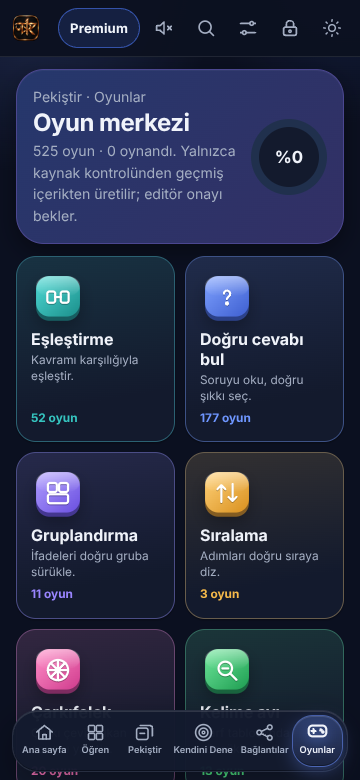 Premium
Pekiştir · Oyunlar
Oyun merkezi
525 oyun · 0 oynandı. Yalnızca
kaynak kontrolünden geçmiş
içerikten üretilir; editör onayı
bekler.
%0
Eşleştirme
Kavramı karşılığıyla
eşleştir.
52 oyun
Doğru cevabı
bul
Soruyu oku, doğru
şıkkı seç.
177 oyun
Gruplandırma
İfadeleri doğru gruba
sürükle.
11 oyun
Sıralama
Adımları doğru sıraya
diz.
3 oyun
Ana sayfa
Öğren
Pekiştir
Kendini Dene
Bağlantılar
Oyunlar